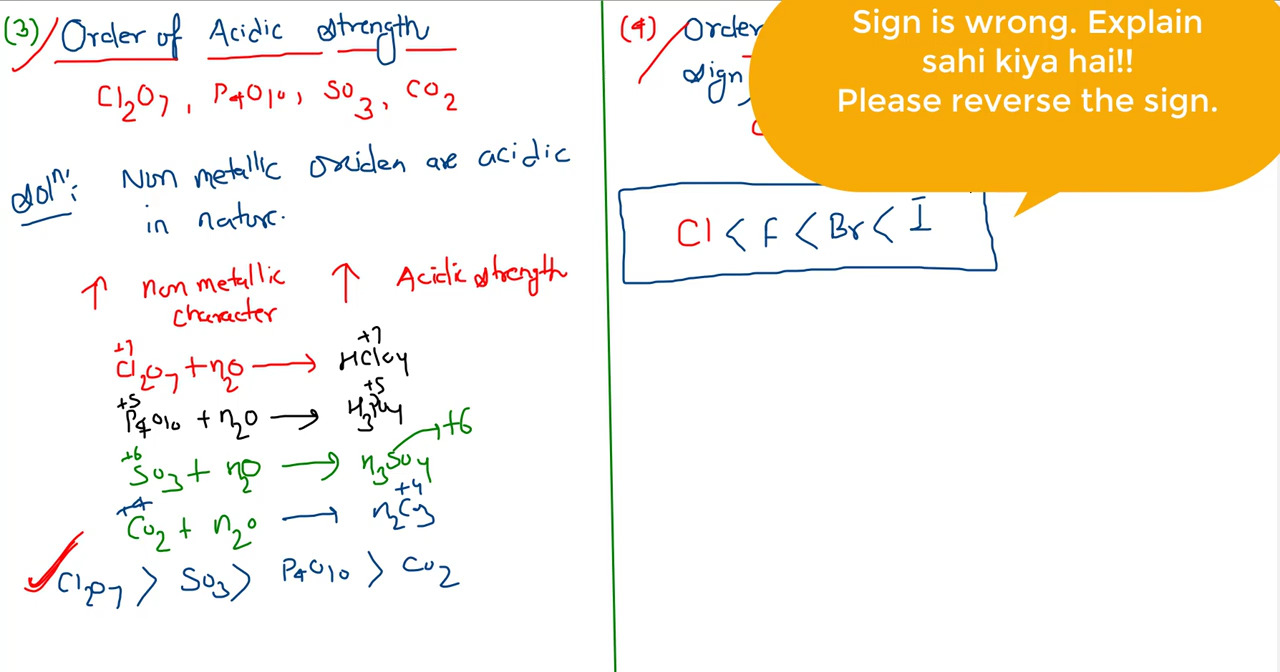 (3) Order of Acidic strength
Cl2O7, P4O10, SO3, CO2
Soln: Non metallic oxides are acidic
in nature.
↑ Non metallic ↑ Acidic strength
character
+7 +7
Cl2O7 + H2O → HClO4
+5 +5
P4O10 + H2O → H3PO4
+6 +6
SO3 + H2O → H3SO4
+4 +4
CO2 + H2O → H2CO3
Cl2O7 > SO3 > P4O10 > CO2
(4) Order
sign
Sign is wrong. Explain
sahi kiya hai!!
Please reverse the sign.
Cl < F < Br < I